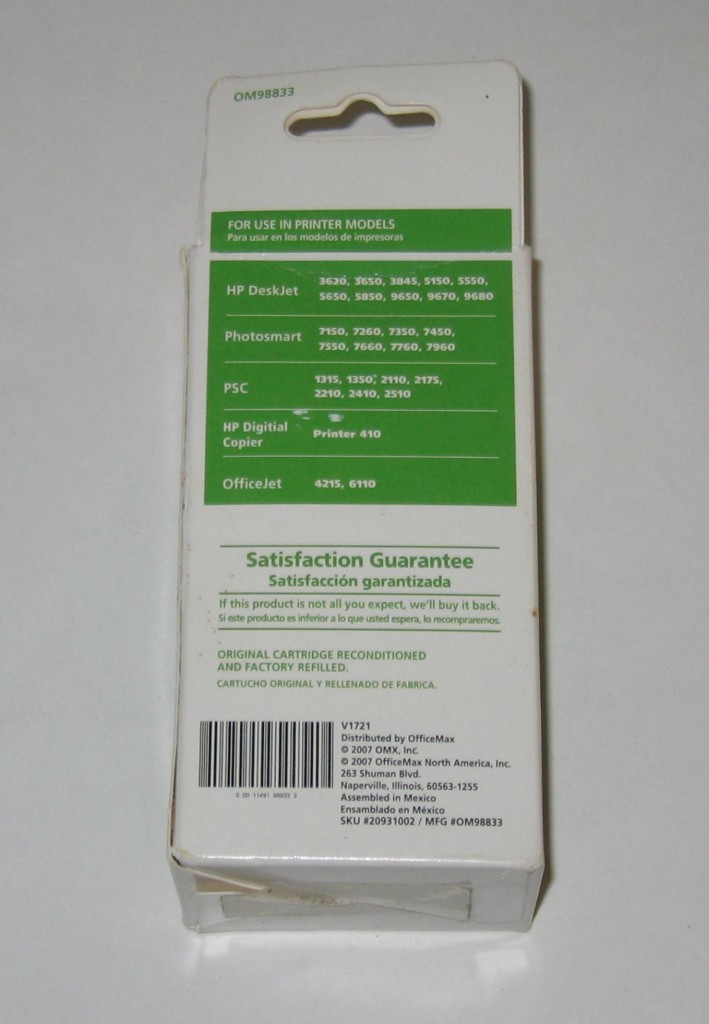 OM98833
FOR USE IN PRINTER MODELS
Para usar en los modelos de impresoras
HP DeskJet 3620, 3650, 3845, 5150, 5550,
5650, 5850, 9650, 9670, 9680
Photosmart 7150, 7260, 7350, 7450,
7550, 7660, 7760, 7960
PSC 1315, 1350, 2110, 2175,
2210, 2410, 2510
HP Digitial
Copier Printer 410
OfficeJet 4215, 6110
Satisfaction Guarantee
Satisfacción garantizada
If this product is not all you expect, we'll buy it back.
Si este producto es inferior a lo que usted espera, lo recompraremos.
ORIGINAL CARTRIDGE RECONDITIONED
AND FACTORY REFILLED.
CARTUCHO ORIGINAL Y RELLENADO DE FABRICA.
V1721
Distributed by OfficeMax
© 2007 OMX, Inc.
© 2007 OfficeMax North America, Inc.
263 Shuman Blvd.
Naperville, Illinois, 60563-1255
Assembled in Mexico
Ensamblado en México
SKU #20931002 / MFG #OM98833